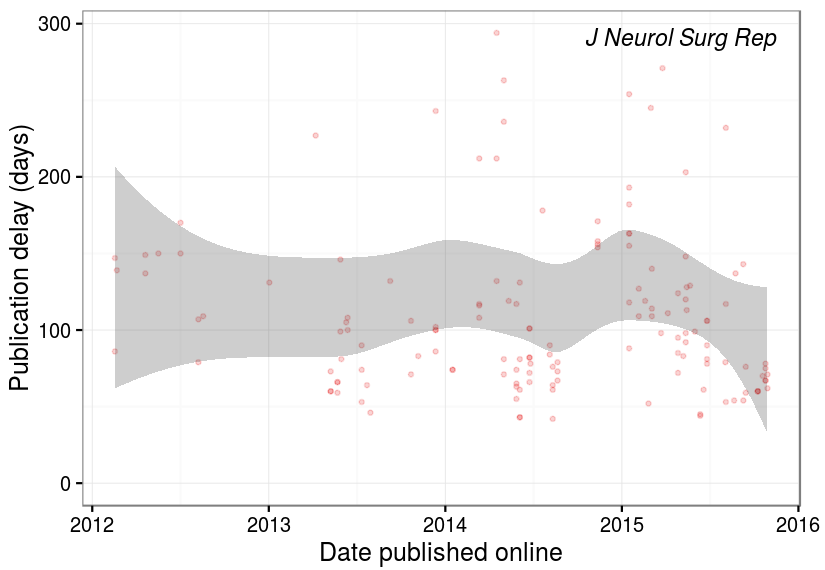 J Neurol Surg Rep
Publication delay (days)
300
200
100
0
2012 2013 2014 2015 2016
Date published online